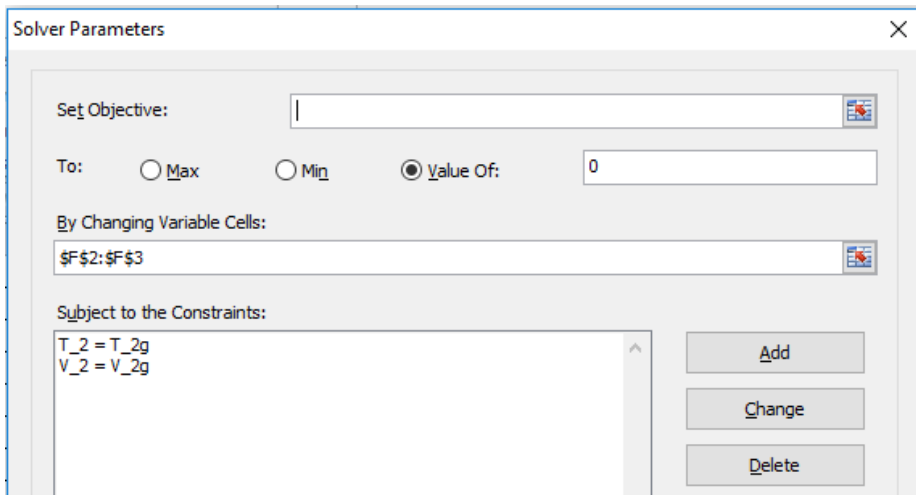 Solver Parameters
Set Objective:
To: Max Min Value Of: 0
By Changing Variable Cells:
$F$2:$F$3
Subject to the Constraints:
T_2 = T_2g
V_2 = V_2g
Add
Change
Delete